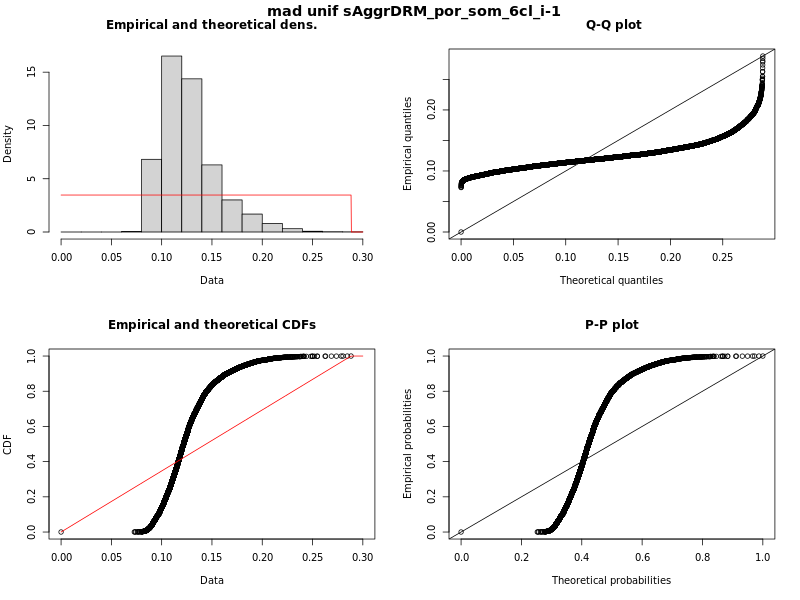 mad unif sAggrDRM_por_som_6cl_i-1
Empirical and theoretical dens.
Density
0 5 10 15
0.00 0.05 0.10 0.15 0.20 0.25 0.30
Data
Q-Q plot
Empirical quantiles
0.00 0.10 0.20
0.00 0.05 0.10 0.15 0.20 0.25
Theoretical quantiles
Empirical and theoretical CDFs
CDF
0.0 0.2 0.4 0.6 0.8 1.0
0.00 0.05 0.10 0.15 0.20 0.25 0.30
Data
P-P plot
Empirical probabilities
0.0 0.2 0.4 0.6 0.8 1.0
0.0 0.2 0.4 0.6 0.8 1.0
Theoretical probabilities